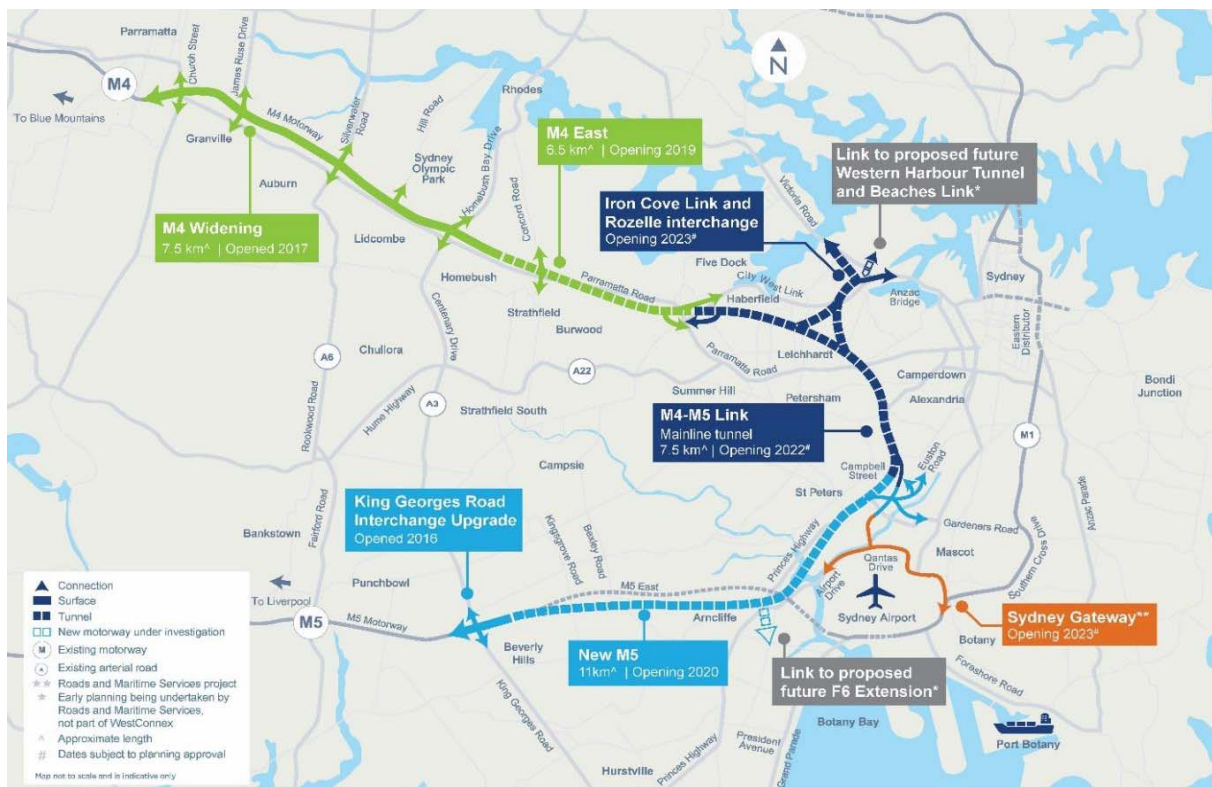 Parramatta
Church Street
James Ruse Drive
M4
To Blue Mountains
Granville
M4 Motorway
Silverwater Road
Hill Road
Rhodes
Sydney Olympic Park
Homebush Bay Drive
Auburn
M4 Widening
7.5 km^ | Opened 2017
Lidcombe
Homebush
Concord Road
M4 East
6.5 km^ | Opening 2019
N
Link to proposed future
Western Harbour Tunnel
and Beaches Link*
Victoria Road
Iron Cove Link and
Rozelle interchange
Opening 2023#
Five Dock
City West Link
Parramatta Road
Haberfield
Anzac Bridge
Sydney
Eastern Distributor
Strathfield
Burwood
Centenary Drive
Chullora
A6
Rookwood Road
Hume Highway
A3
A22
Strathfield South
Leichhardt
Parramatta Road
Summer Hill
Petersham
Camperdown
Alexandria
Bondi Junction
M4-M5 Link
Mainline tunnel
7.5 km^ | Opening 2022#
M1
Campbell Street
Euston Road
Campsie
St Peters
Anzac Parade
Gardeners Road
King Georges Road
Interchange Upgrade
Opened 2016
Bankstown
Fairford Road
Kingsgrove Road
Bexley Road
Princes Highway
Mascot
Southern Cross Drive
Qantas Drive
Airport Drive
Sydney Airport
Punchbowl
M5 East
To Liverpool
M5
M5 Motorway
Arncliffe
Botany
Sydney Gateway**
Opening 2023#
Beverly Hills
New M5
11km^ | Opening 2020
Link to proposed
future F6 Extension*
Foreshore Road
King Georges Road
Botany Bay
President Avenue
Grand Parade
Princes Highway
Hurstville
Port Botany
Connection
Surface
Tunnel
New motorway under investigation
M Existing motorway
Existing arterial road
** Roads and Maritime Services project
* Early planning being undertaken by
Roads and Maritime Services,
not part of WestConnex
^ Approximate length
# Dates subject to planning approval
Map not to scale and is indicative only